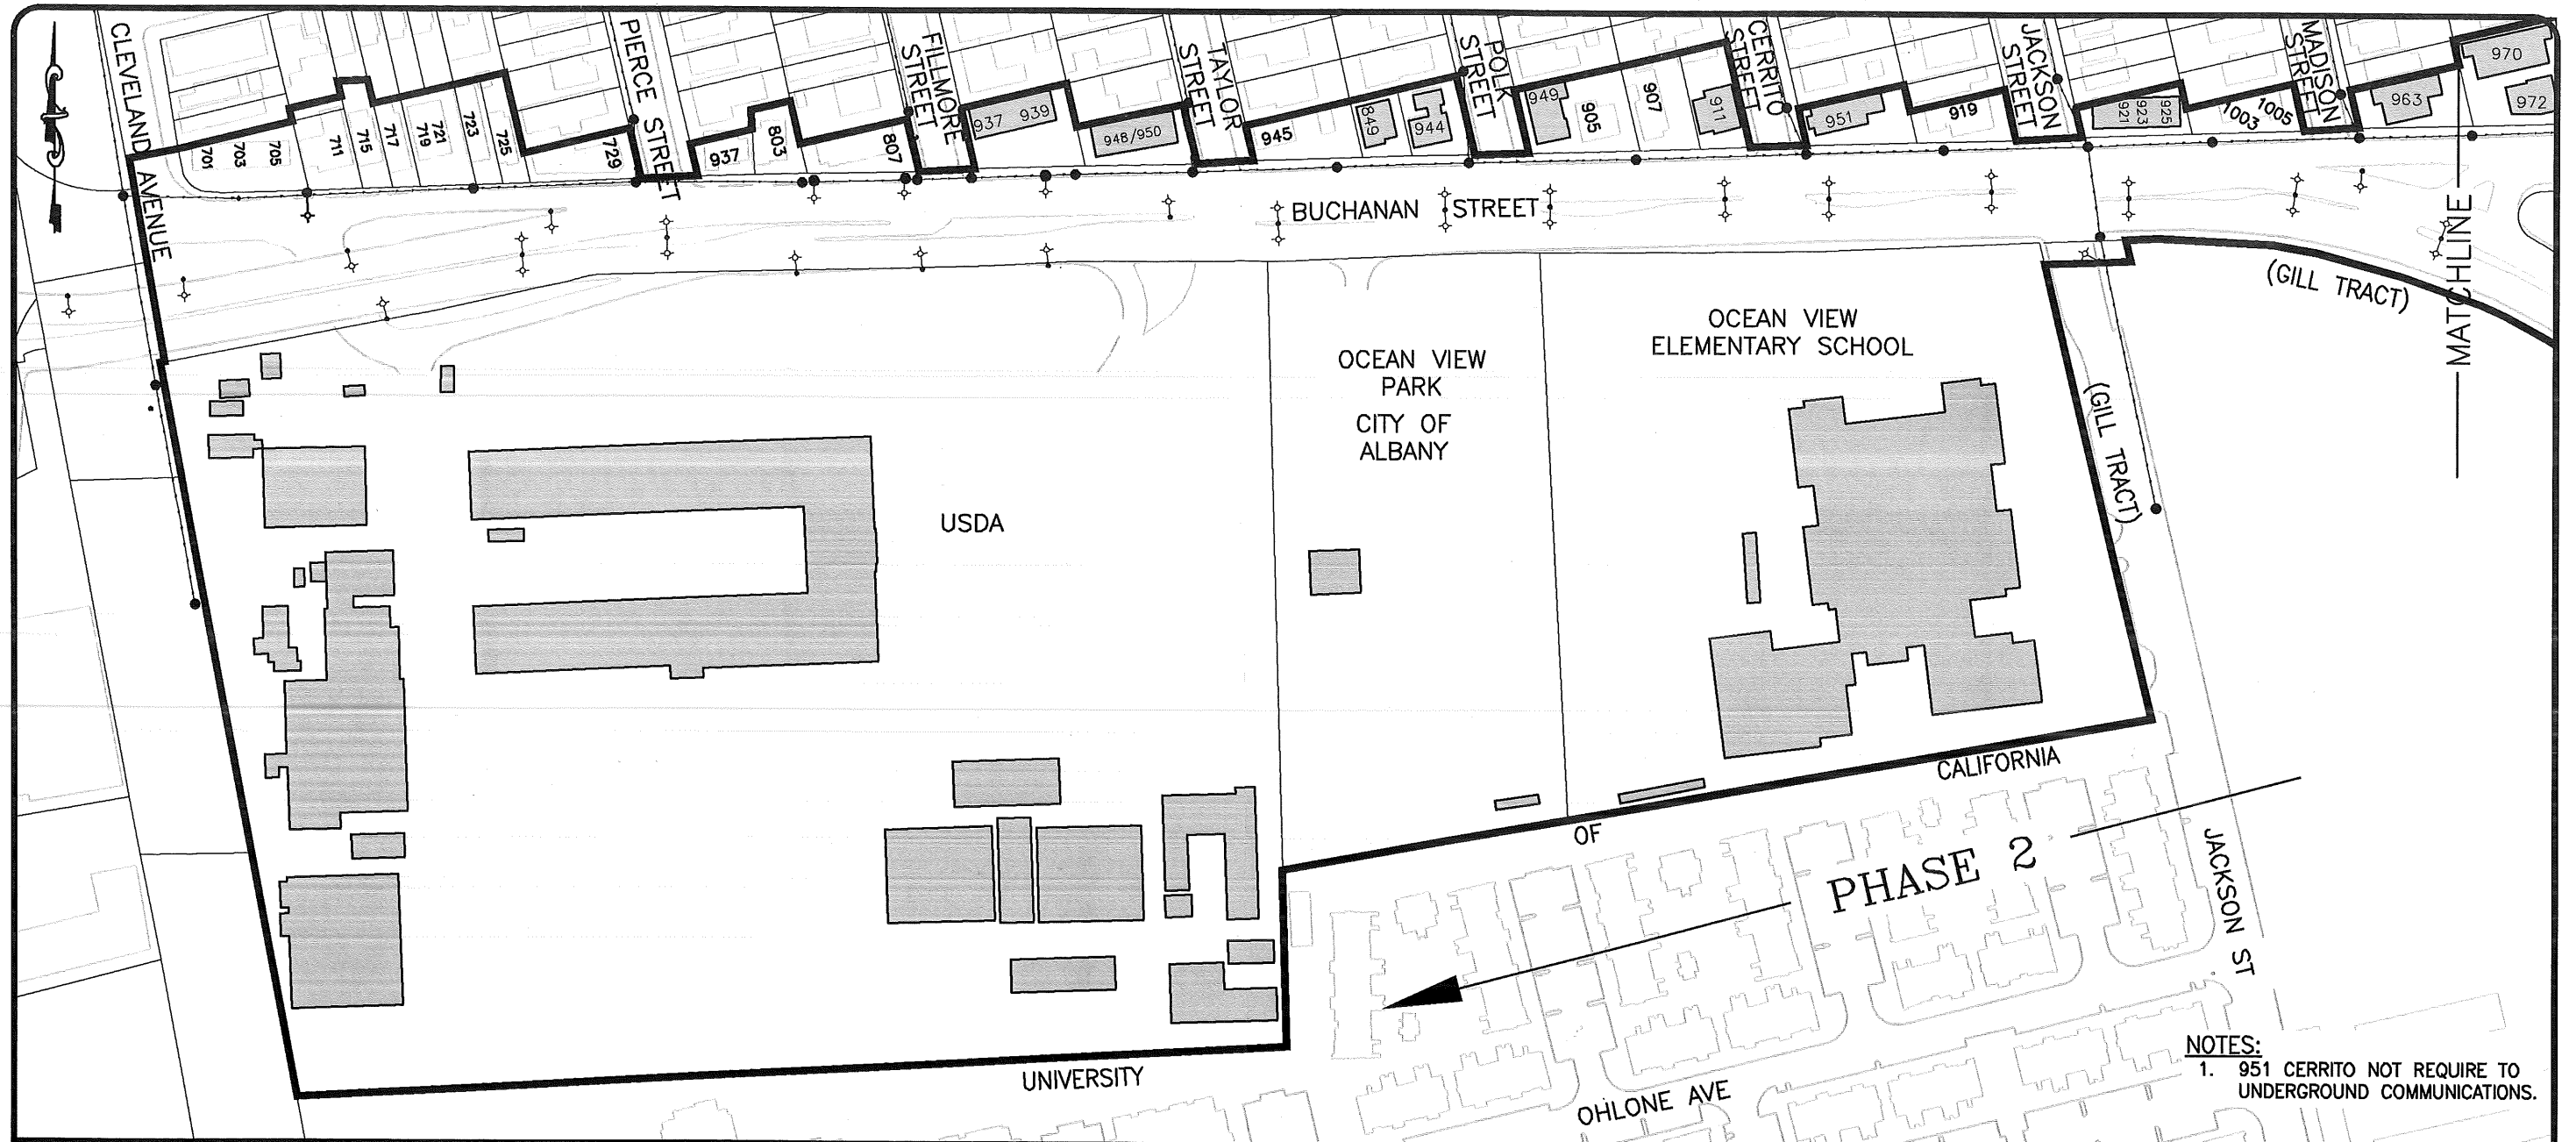 CLEVELAND AVENUE
PIERCE STREET
FILLMORE STREET
TAYLOR STREET
POLK STREET
CERRITO STREET
JACKSON STREET
MADSON STREET
701
703
705
711
715
717
719
721
723
725
729
937
803
807
937 939
948/950
945
849
944
949
905
907
911
951
919
921
923
925
1003
1005
963
970
972
BUCHANAN STREET
MATCHLINE
(GILL TRACT)
(GILL TRACT)
OCEAN VIEW
PARK
CITY OF
ALBANY
OCEAN VIEW
ELEMENTARY SCHOOL
USDA
UNIVERSITY
OF
CALIFORNIA
PHASE 2
JACKSON ST
OHLONE AVE
NOTES:
1. 951 CERRITO NOT REQUIRE TO
UNDERGROUND COMMUNICATIONS.